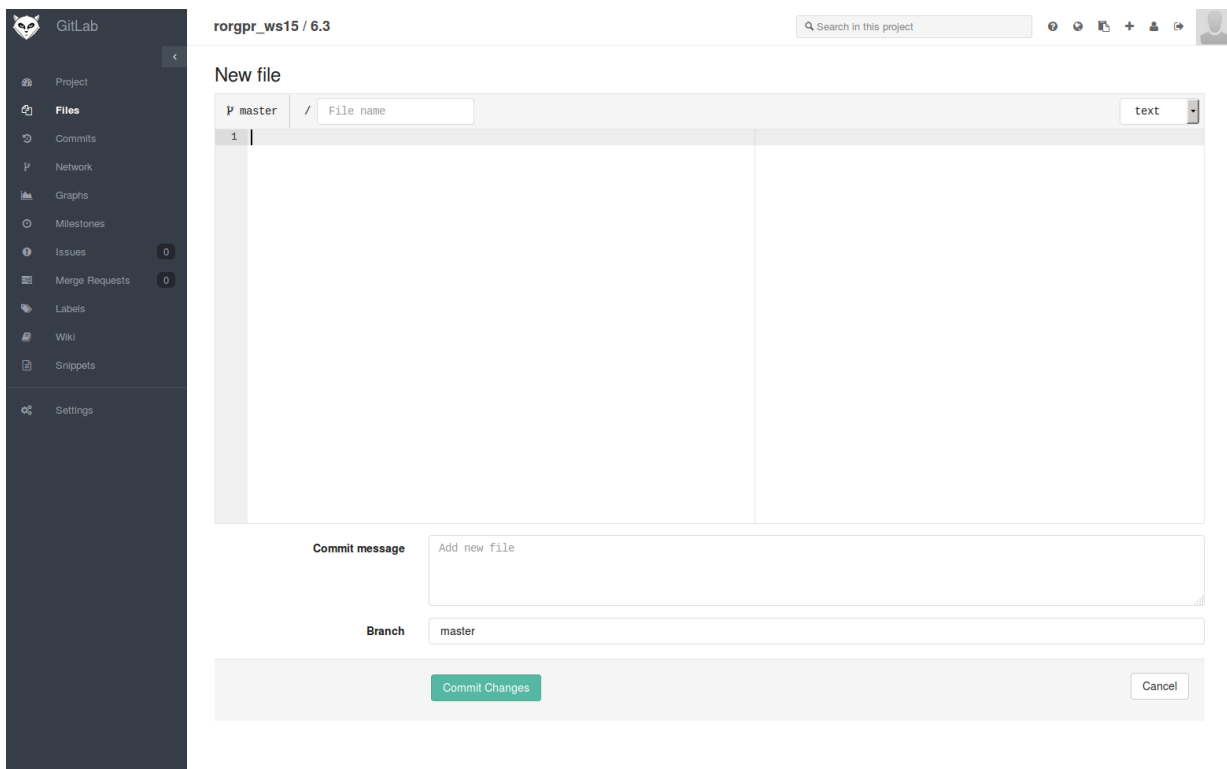 GitLab
rorgpr_ws15 / 6.3
Search in this project
Project
Files
Commits
Network
Graphs
Milestones
Issues 0
Merge Requests 0
Labels
Wiki
Snippets
Settings
New file
master / File name text
1
Commit message
Add new file
Branch
master
Commit Changes
Cancel